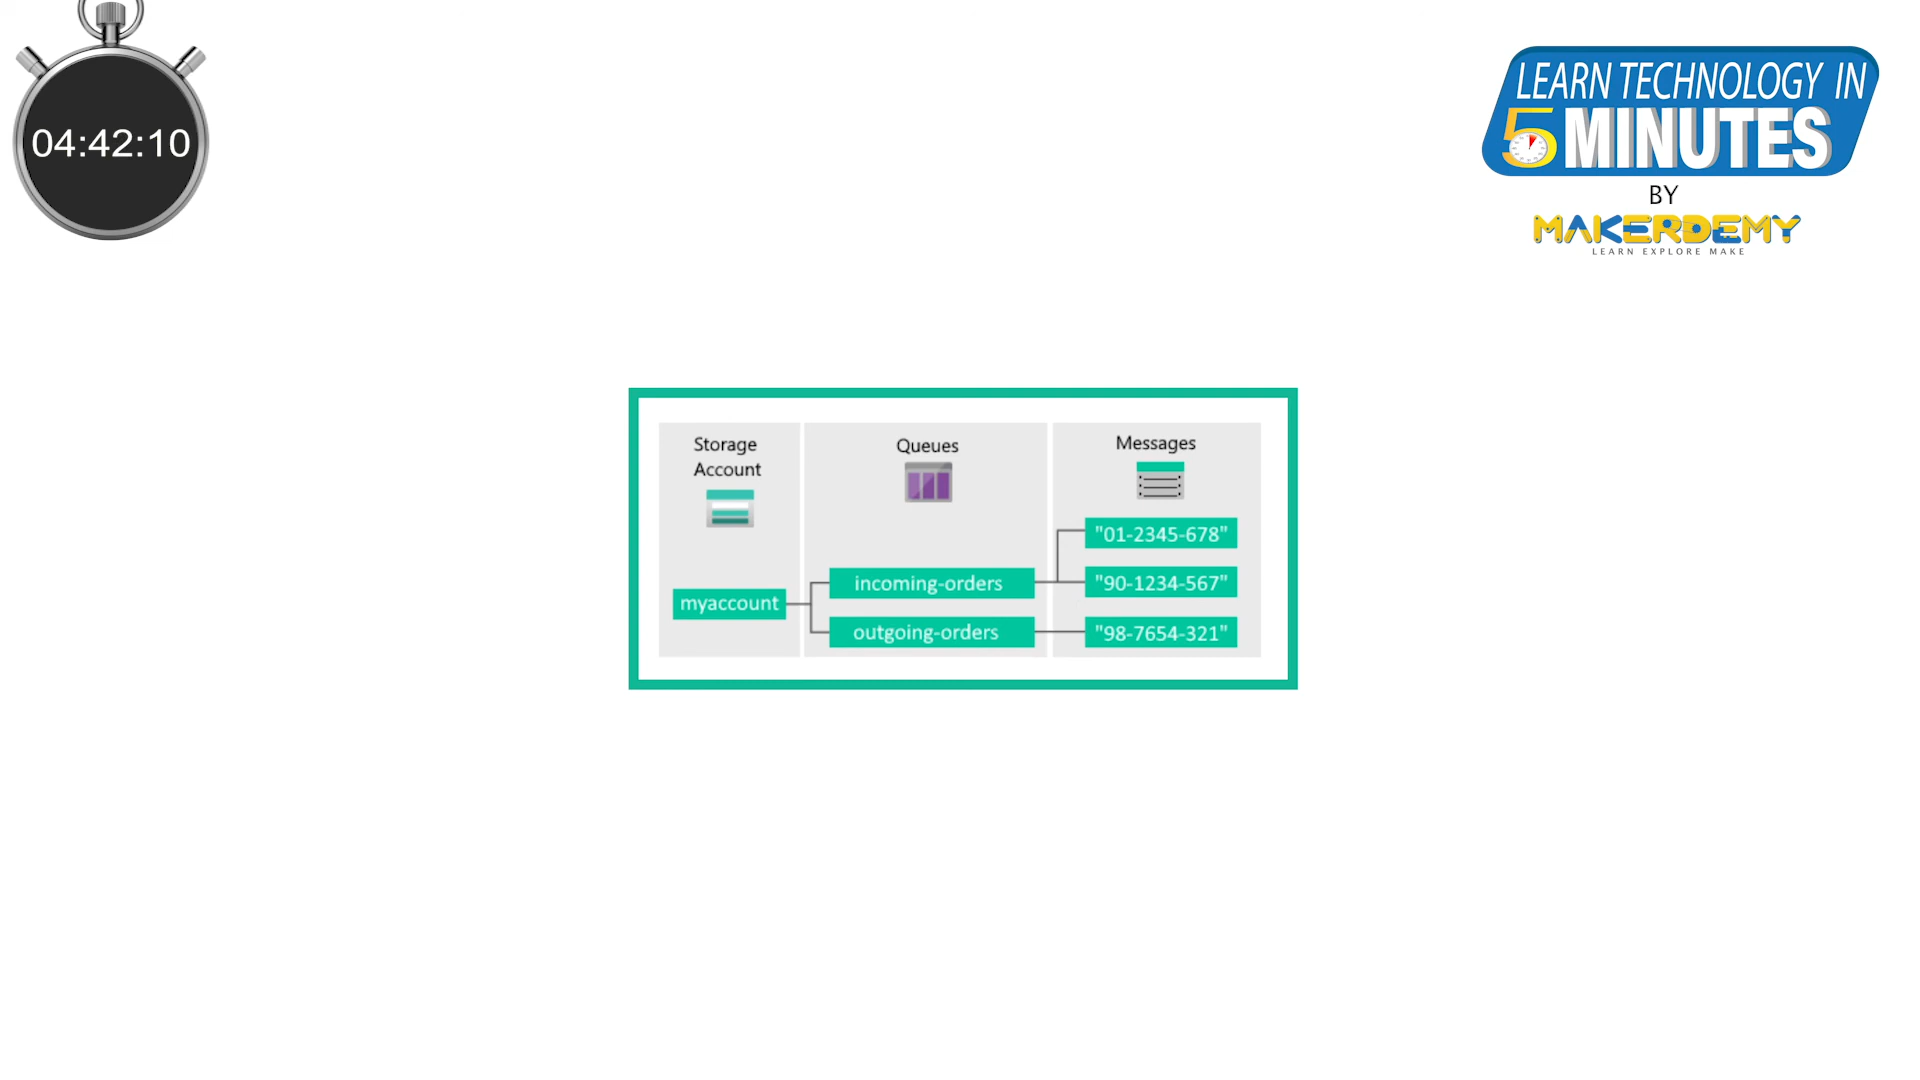 04:42:10
LEARN TECHNOLOGY IN
5 MINUTES
BY
MAKERDEMY
LEARN EXPLORE MAKE
Storage
Account
Queues
Messages
"01-2345-678"
incoming-orders
"90-1234-567"
myaccount
outgoing-orders
"98-7654-321"